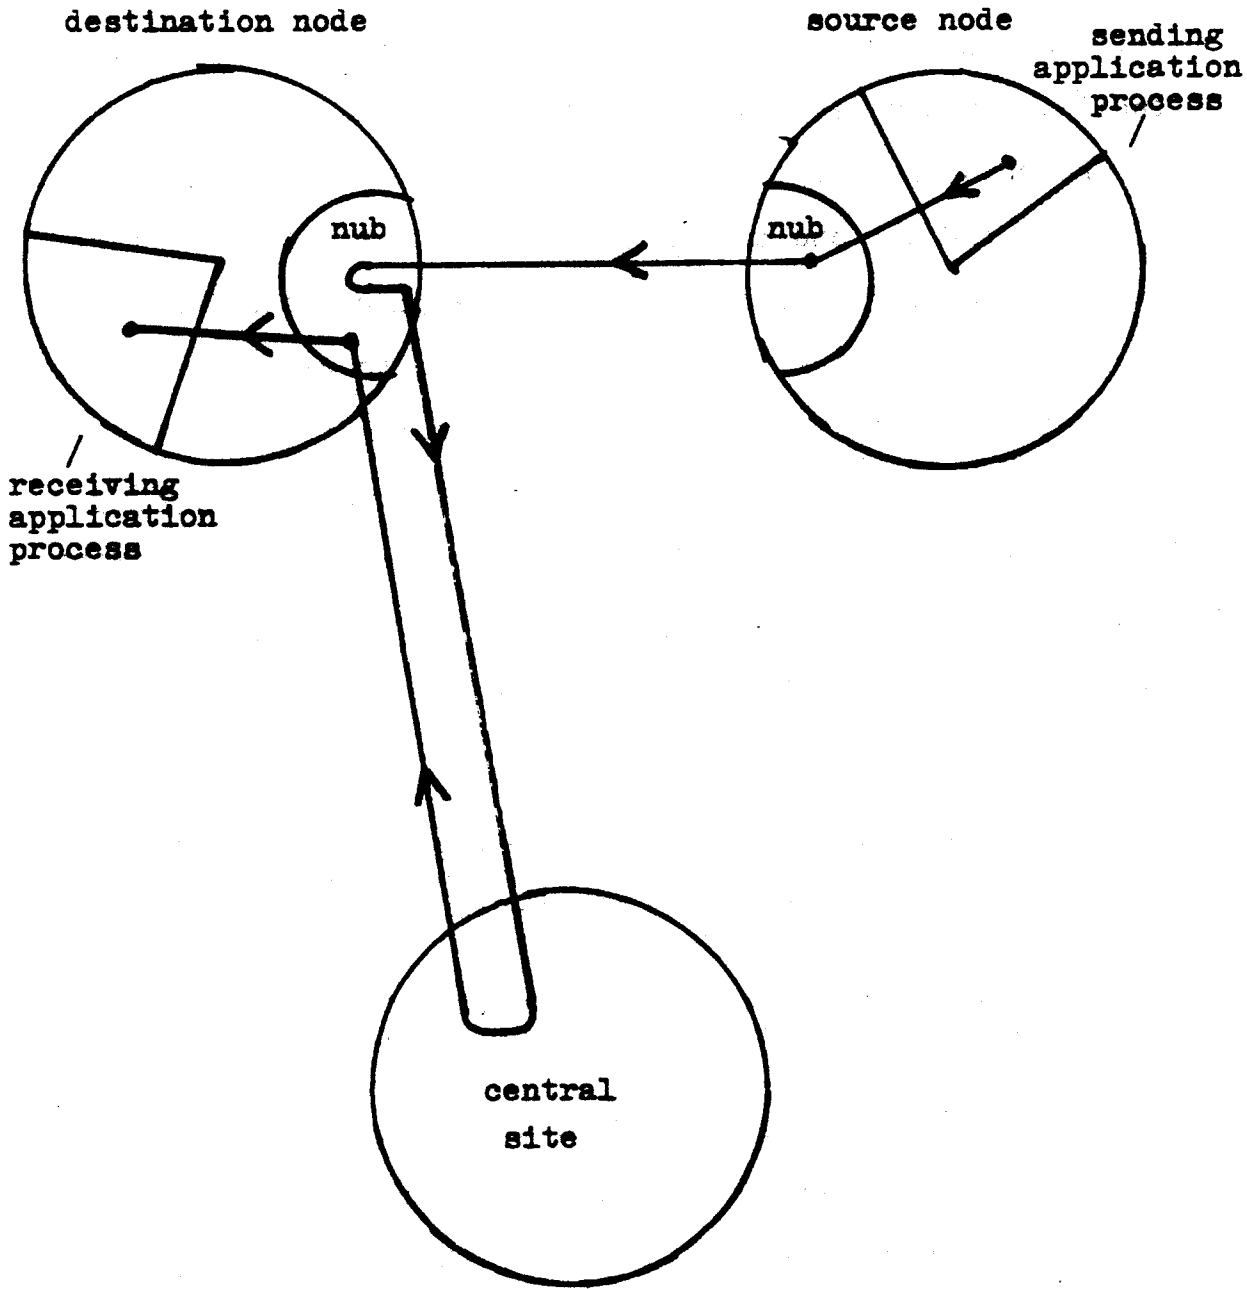 destination node
source node
sending
application
process
nub
nub
receiving
application
process
central
site